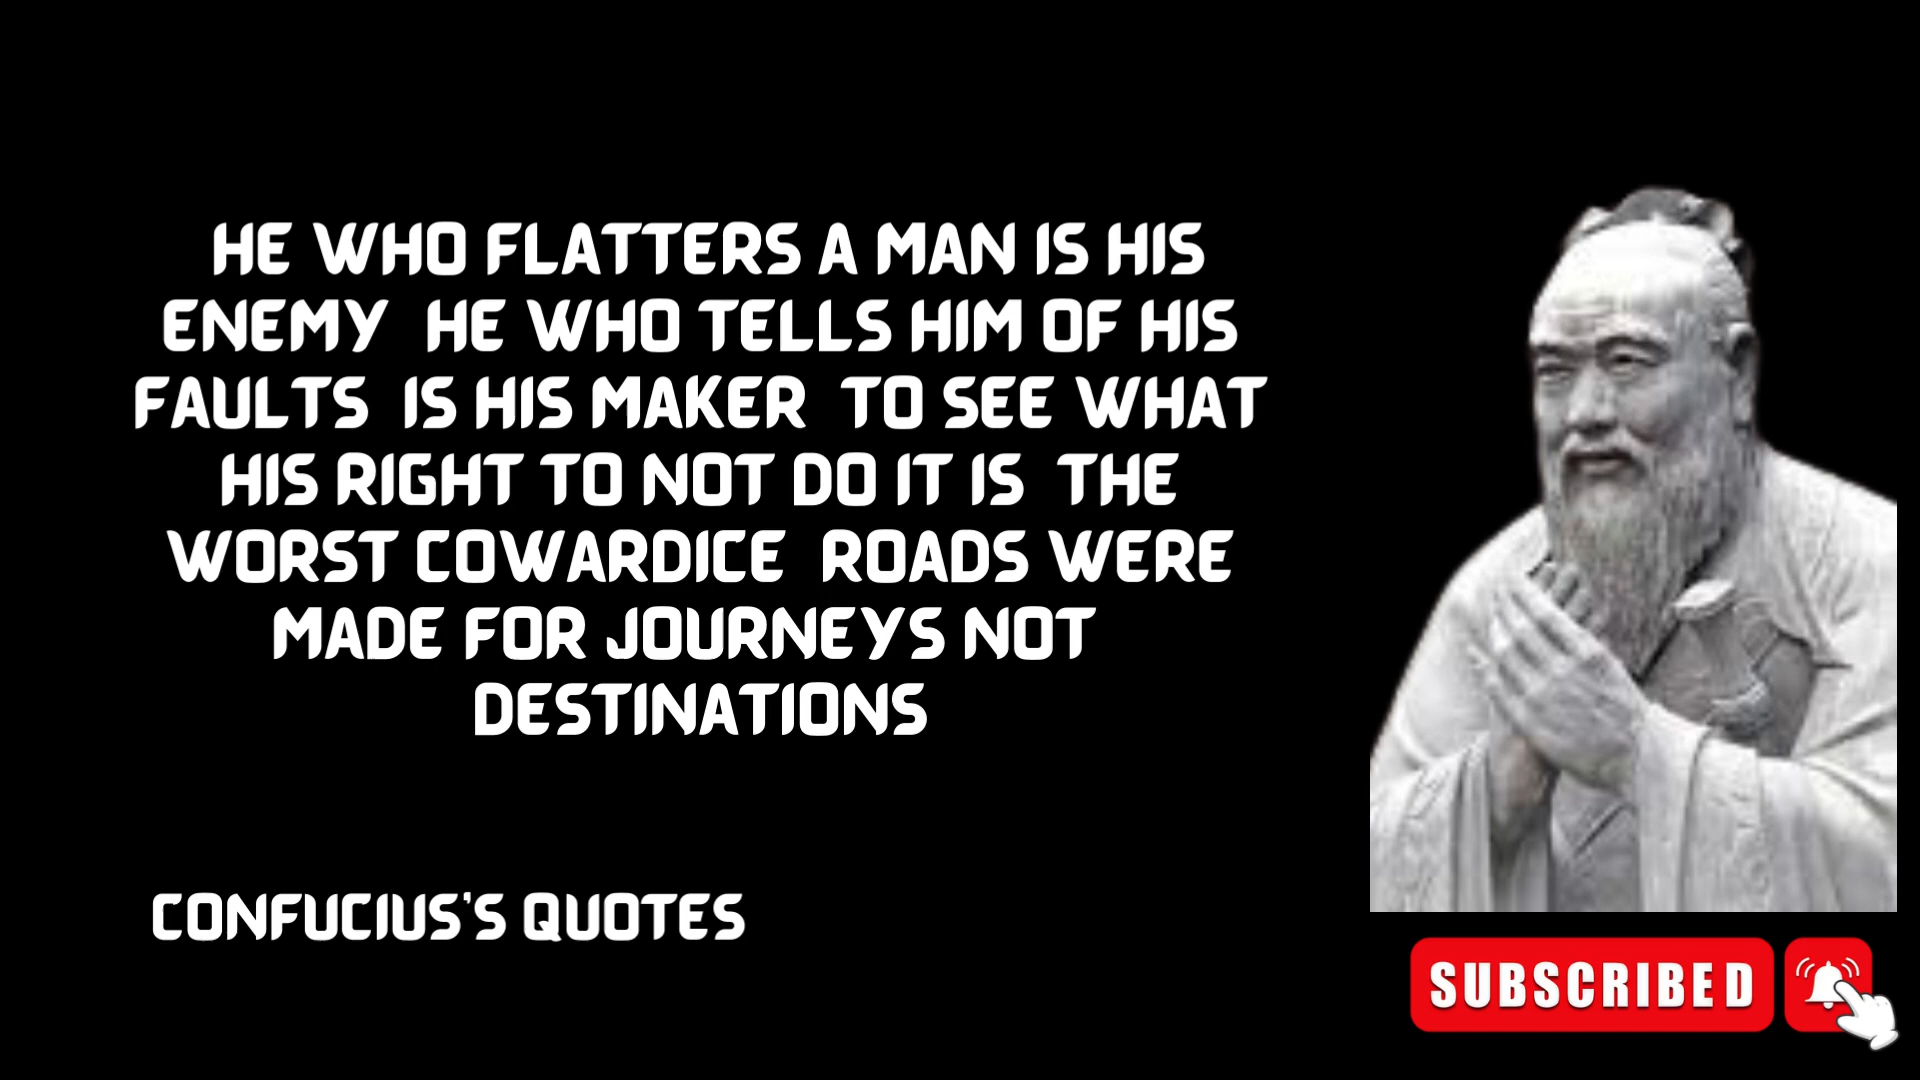 HE WHO FLATTERS A MAN IS HIS
ENEMY HE WHO TELLS HIM OF HIS
FAULTS IS HIS MAKER TO SEE WHAT
HIS RIGHT TO NOT DO IT IS THE
WORST COWARDICE ROADS WERE
MADE FOR JOURNEYS NOT
DESTINATIONS
CONFUCIUS'S QUOTES
SUBSCRIBED